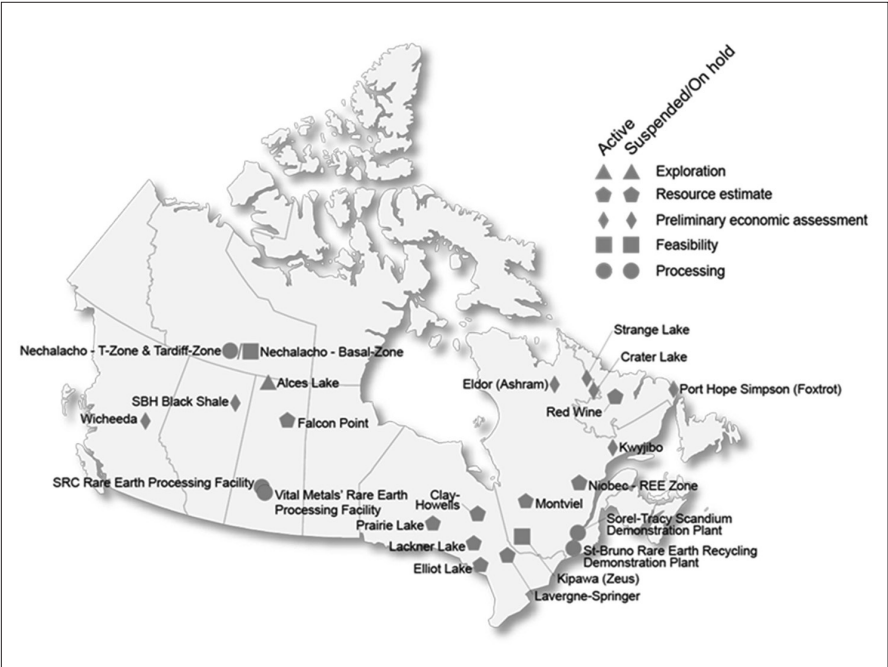 Active
Suspended/On hold
Exploration
Resource estimate
Preliminary economic assessment
Feasibility
Processing
Strange Lake
Crater Lake
Nechalacho - T-Zone & Tardiff-Zone
/
Nechalacho - Basal-Zone
Alces Lake
Eldor (Ashram)
Port Hope Simpson (Foxtrot)
SBH Black Shale
Red Wine
Wicheeda
Falcon Point
Kwyjibo
SRC Rare Earth Processing Facility
Niobec - REE Zone
Vital Metals' Rare Earth
Processing Facility
Clay-
Howells
Montviel
Prairie Lake
Sorel-Tracy Scandium
Demonstration Plant
Lackner Lake
St-Bruno Rare Earth Recycling
Demonstration Plant
Elliot Lake
Kipawa (Zeus)
Lavergne-Springer